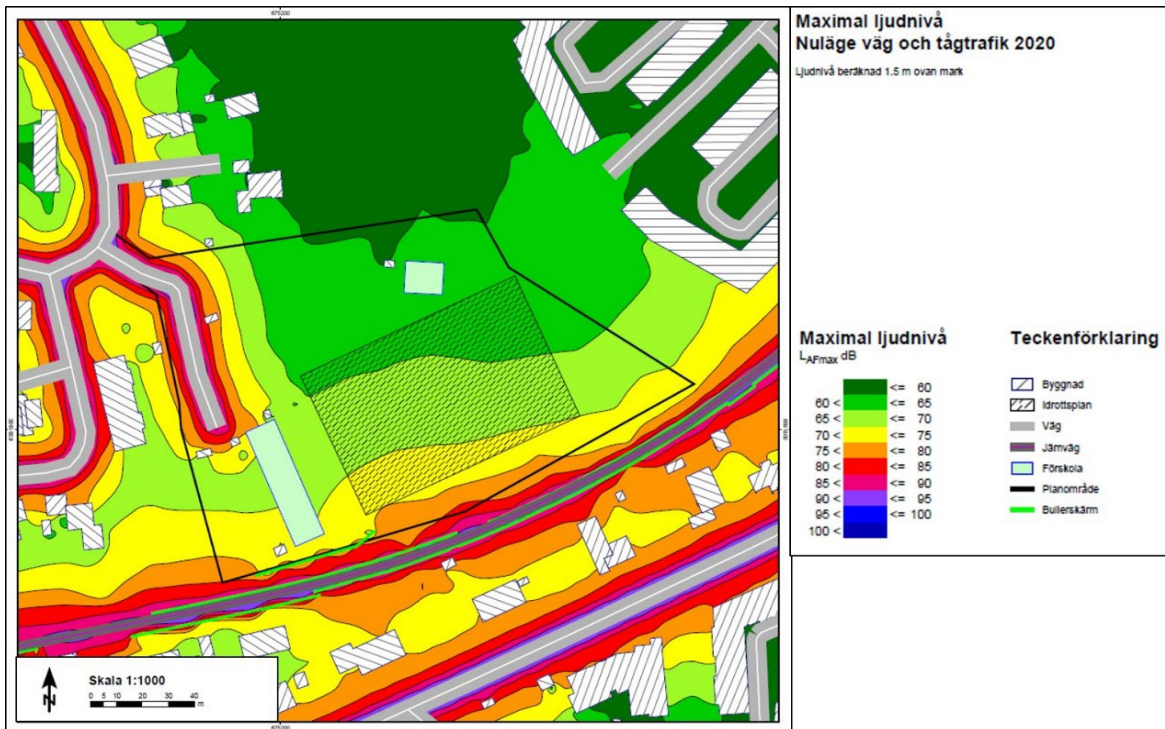 Maximal ljudnivå
Nuläge väg och tågtrafik 2020
Ljudnivå beräknad 1.5 m ovan mark
675200
Maximal ljudnivå
LAFmax dB
<= 60
60 < <= 65
65 < <= 70
70 < <= 75
75 < <= 80
80 < <= 85
85 < <= 90
90 < <= 95
95 < <= 100
100 <
Teckenförklaring
Byggnad
Idrottsplan
Väg
Järnväg
Förskola
Planområde
Bullerskärm
N
Skala 1:1000
0 5 10 20 30 40
m
675200